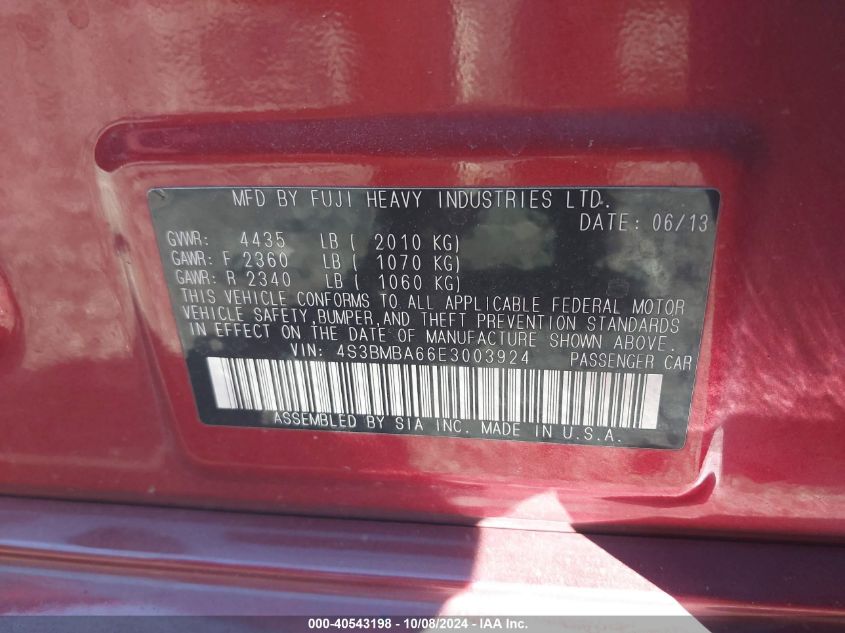 MFD BY FUJI HEAVY INDUSTRIES LTD.
DATE: 06/13
GVWR: 4435 LB ( 2010 KG)
GAWR: F 2360 LB ( 1070 KG)
GAWR: R 2340 LB ( 1060 KG)
THIS VEHICLE CONFORMS TO ALL APPLICABLE FEDERAL MOTOR
VEHICLE SAFETY,BUMPER,AND THEFT PREVENTION STANDARDS
IN EFFECT ON THE DATE OF MANUFACTURE SHOWN ABOVE.
VIN: 4S3BMBA66E3003924 PASSENGER CAR
ASSEMBLED BY SIA INC. MADE IN U.S.A.
000-40543198 - 10/08/2024 - IAA Inc.